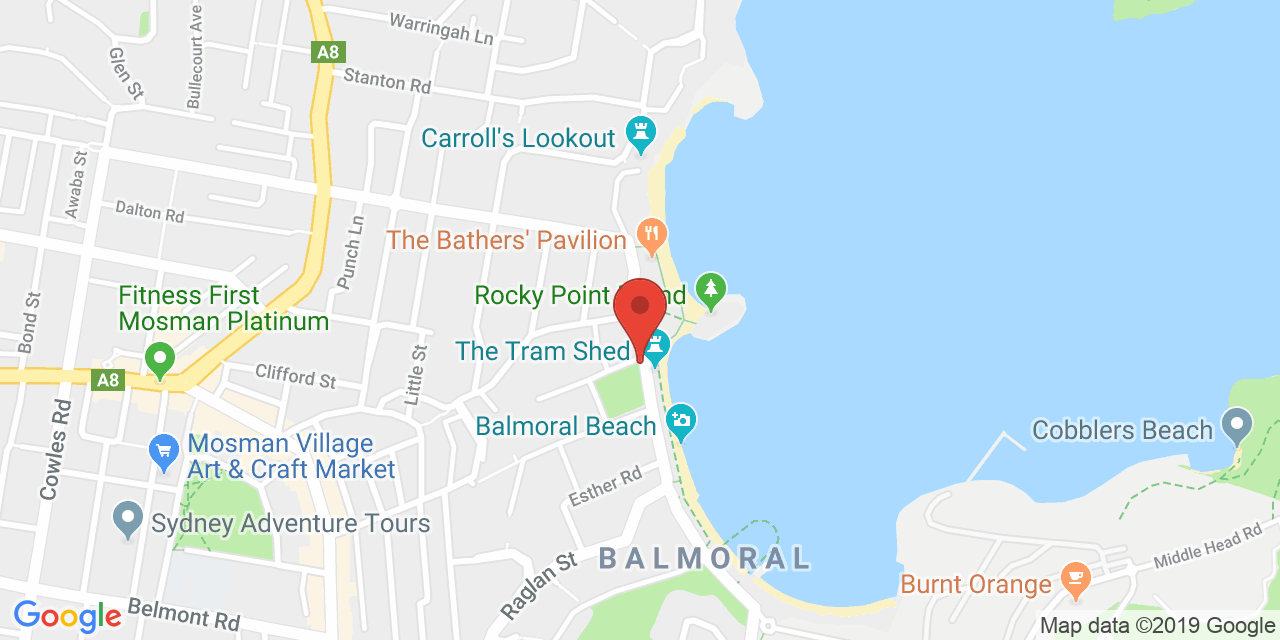 Warringah Ln
A8
Stanton Rd
Glen St
Bullecourt Ave
Carroll's Lookout
Awaba St
Dalton Rd
Punch Ln
The Bathers' Pavilion
Fitness First
Mosman Platinum
Rocky Point
nd
The Tram Shed
Bond St
A8
Clifford St
Little St
Balmoral Beach
Cobblers Beach
Mosman Village
Art & Craft Market
Cowles Rd
Esther Rd
Sydney Adventure Tours
Middle Head Rd
BALMORAL
Raglan St
Burnt Orange
Belmont Rd
Google
Map data ©2019 Google